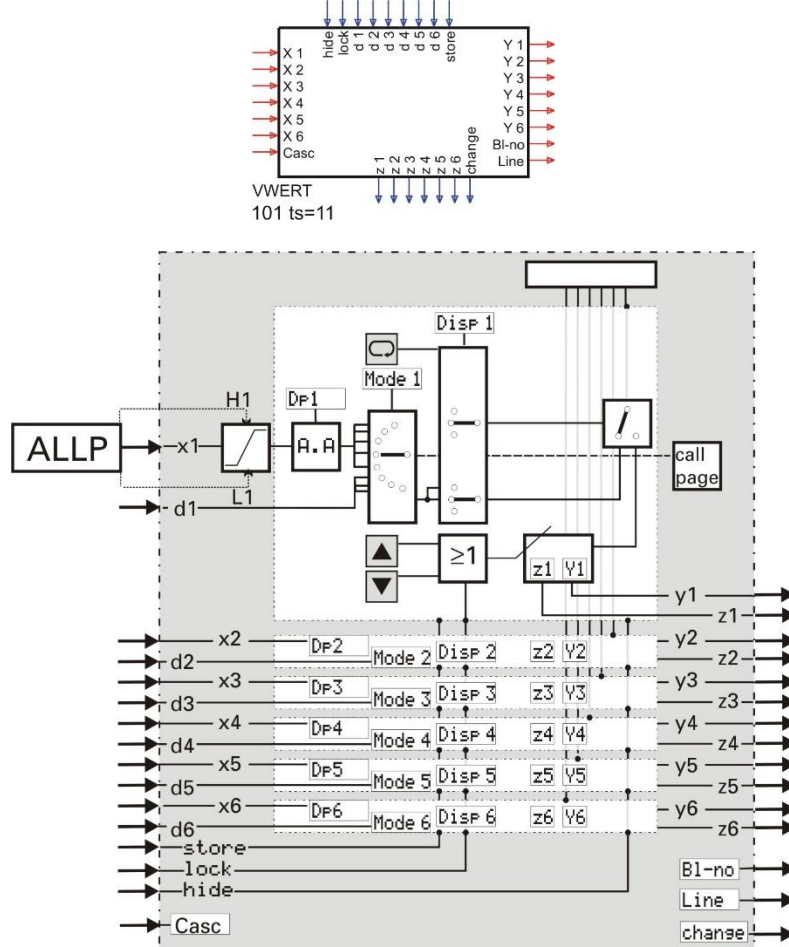 hide lock d 1 d 2 d 3 d 4 d 5 d 6 store
X 1
X 2
X 3
X 4
X 5
X 6
Casc
Y 1
Y 2
Y 3
Y 4
Y 5
Y 6
Bl-no
Line
z 1 z 2 z 3 z 4 z 5 z 6 change
VWERT
101 ts=11
Disp 1
Mode 1
Dp1
H1
ALLP
x1
A.A
call
page
L1
d1
≥1
z1 Y1
y1
z1
x2 Dp2 y2
d2 Mode 2 Disp 2 z2 Y2 z2
x3 Dp3 y3
d3 Mode 3 Disp 3 z3 Y3 z3
x4 Dp4 y4
d4 Mode 4 Disp 4 z4 Y4 z4
x5 Dp5 y5
d5 Mode 5 Disp 5 z5 Y5 z5
x6 Dp6 y6
d6 Mode 6 Disp 6 z6 Y6 z6
store
lock
hide
Casc
Bl-no
Line
change